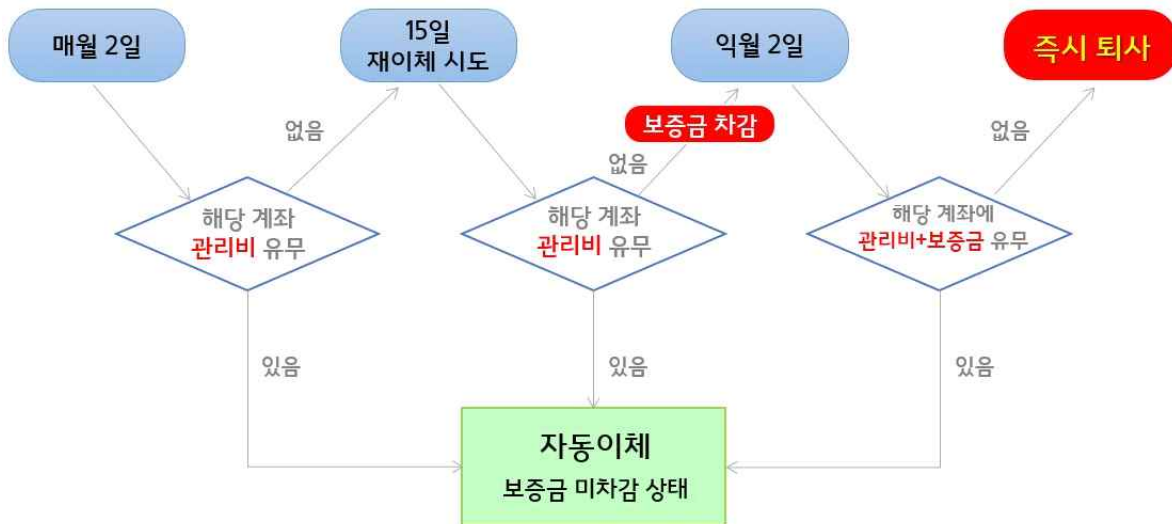 매월 2일
15일
재이체 시도
익월 2일
즉시 퇴사
없음
보증금 차감
없음
없음
해당 계좌
관리비 유무
해당 계좌
관리비 유무
해당 계좌에
관리비+보증금 유무
있음
있음
있음
자동이체
보증금 미차감 상태